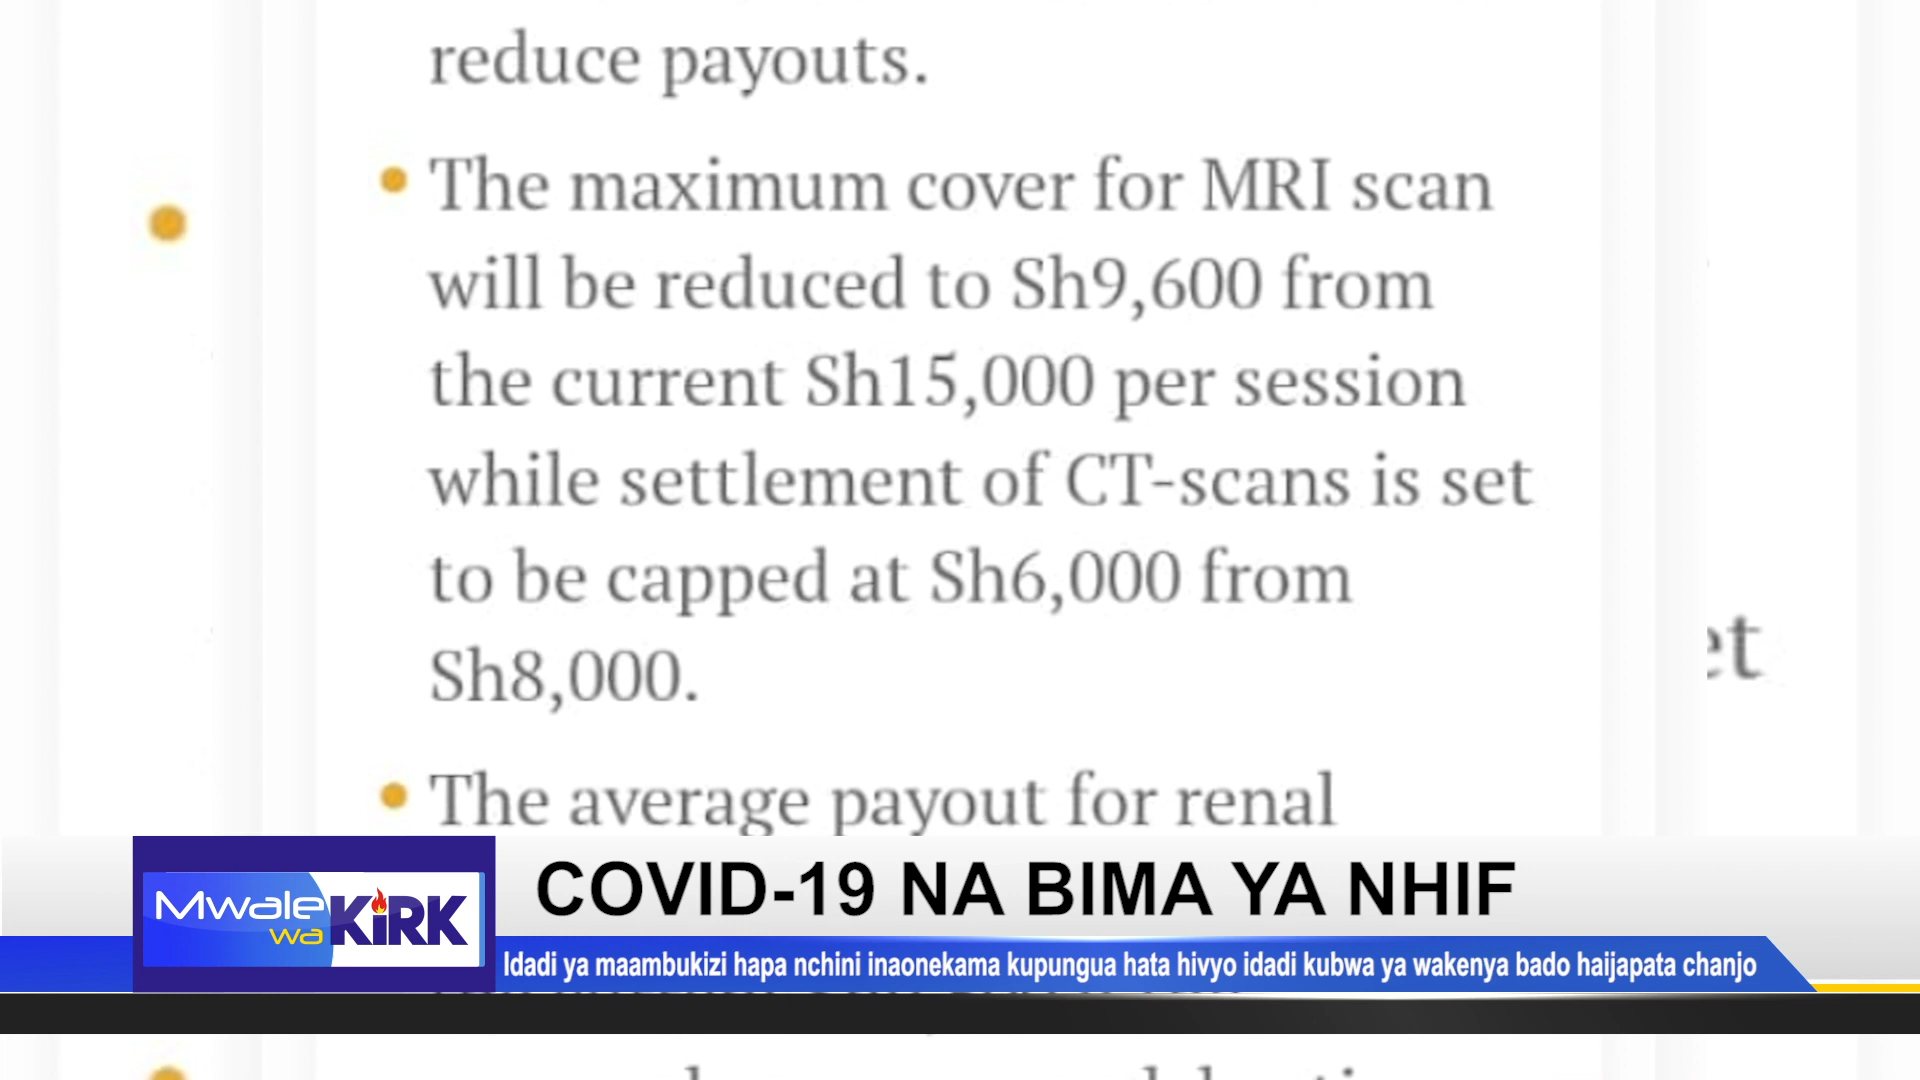 reduce payouts.
The maximum cover for MRI scan
will be reduced to Sh9,600 from
the current Sh15,000 per session
while settlement of CT-scans is set
to be capped at Sh6,000 from
Sh8,000.
The average payout for renal
Mwale
wa
KiRK
COVID-19 NA BIMA YA NHIF
Idadi ya maambukizi hapa nchini inaonekama kupungua hata hivyo idadi kubwa ya wakenya bado haijapata chanjo